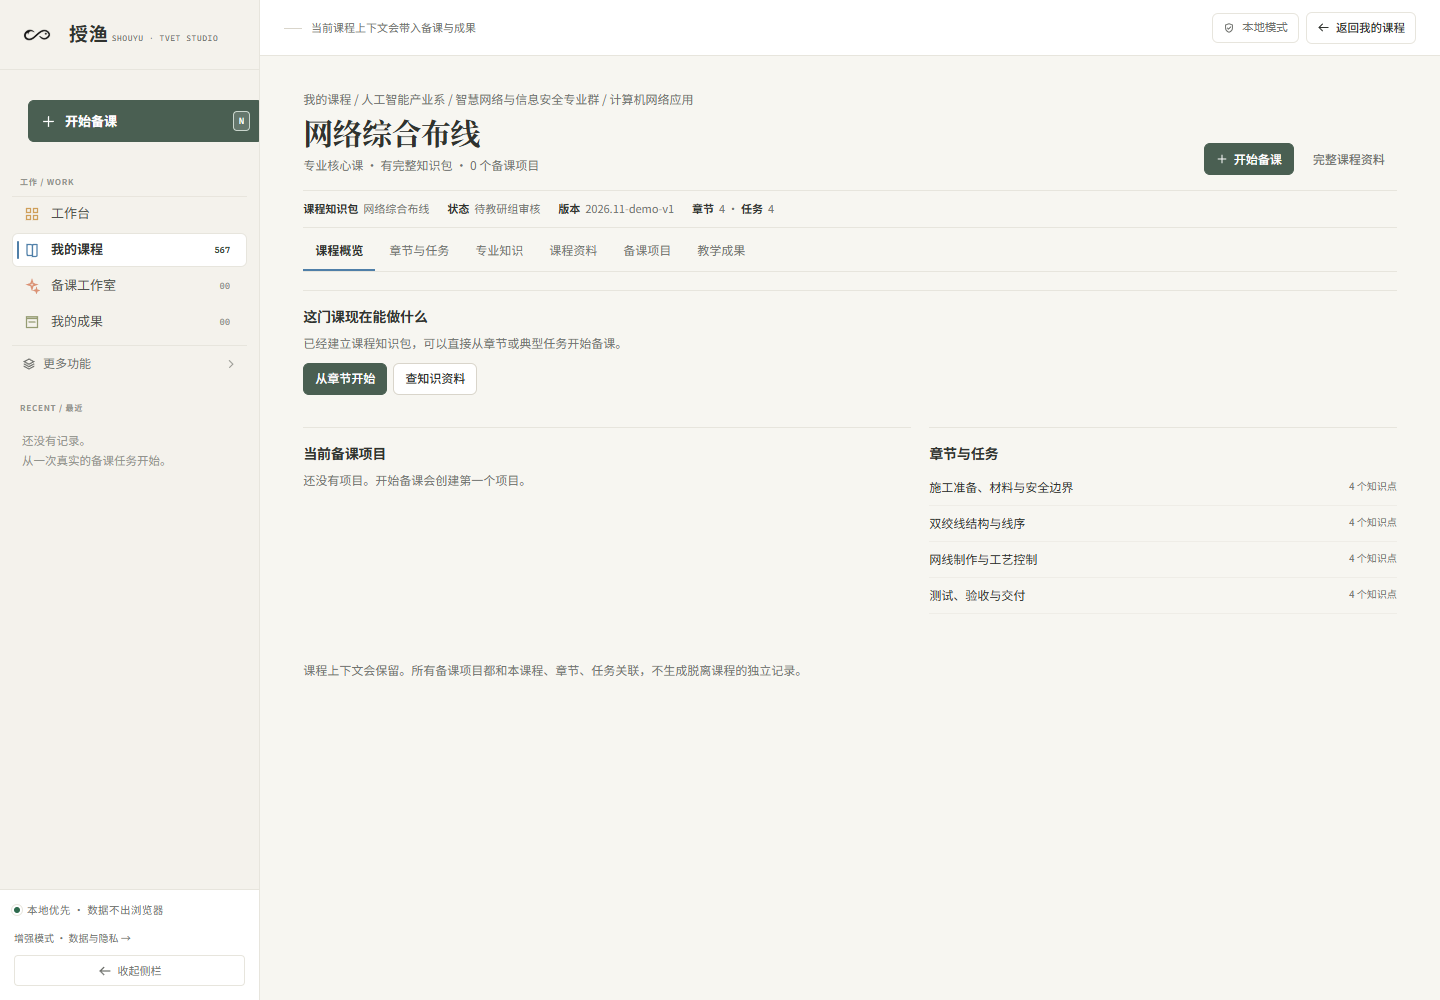 授渔 SHOUYU · TVET STUDIO
当前课程上下文会带入备课与成果
本地模式
返回我的课程
开始备课 N
工作 / WORK
工作台
我的课程 567
备课工作室 00
我的成果 00
更多功能
RECENT / 最近
还没有记录。
从一次真实的备课任务开始。
本地优先 · 数据不出浏览器
增强模式 · 数据与隐私 →
收起侧栏
我的课程 / 人工智能产业系 / 智慧网络与信息安全专业群 / 计算机网络应用
网络综合布线
专业核心课 · 有完整知识包 · 0 个备课项目
开始备课
完整课程资料
课程知识包 网络综合布线 状态 待教研组审核 版本 2026.11-demo-v1 章节 4 · 任务 4
课程概览 章节与任务 专业知识 课程资料 备课项目 教学成果
这门课现在能做什么
已经建立课程知识包，可以直接从章节或典型任务开始备课。
从章节开始 查知识资料
当前备课项目
还没有项目。开始备课会创建第一个项目。
章节与任务
施工准备、材料与安全边界 4 个知识点
双绞线结构与线序 4 个知识点
网线制作与工艺控制 4 个知识点
测试、验收与交付 4 个知识点
课程上下文会保留。所有备课项目都和本课程、章节、任务关联，不生成脱离课程的独立记录。